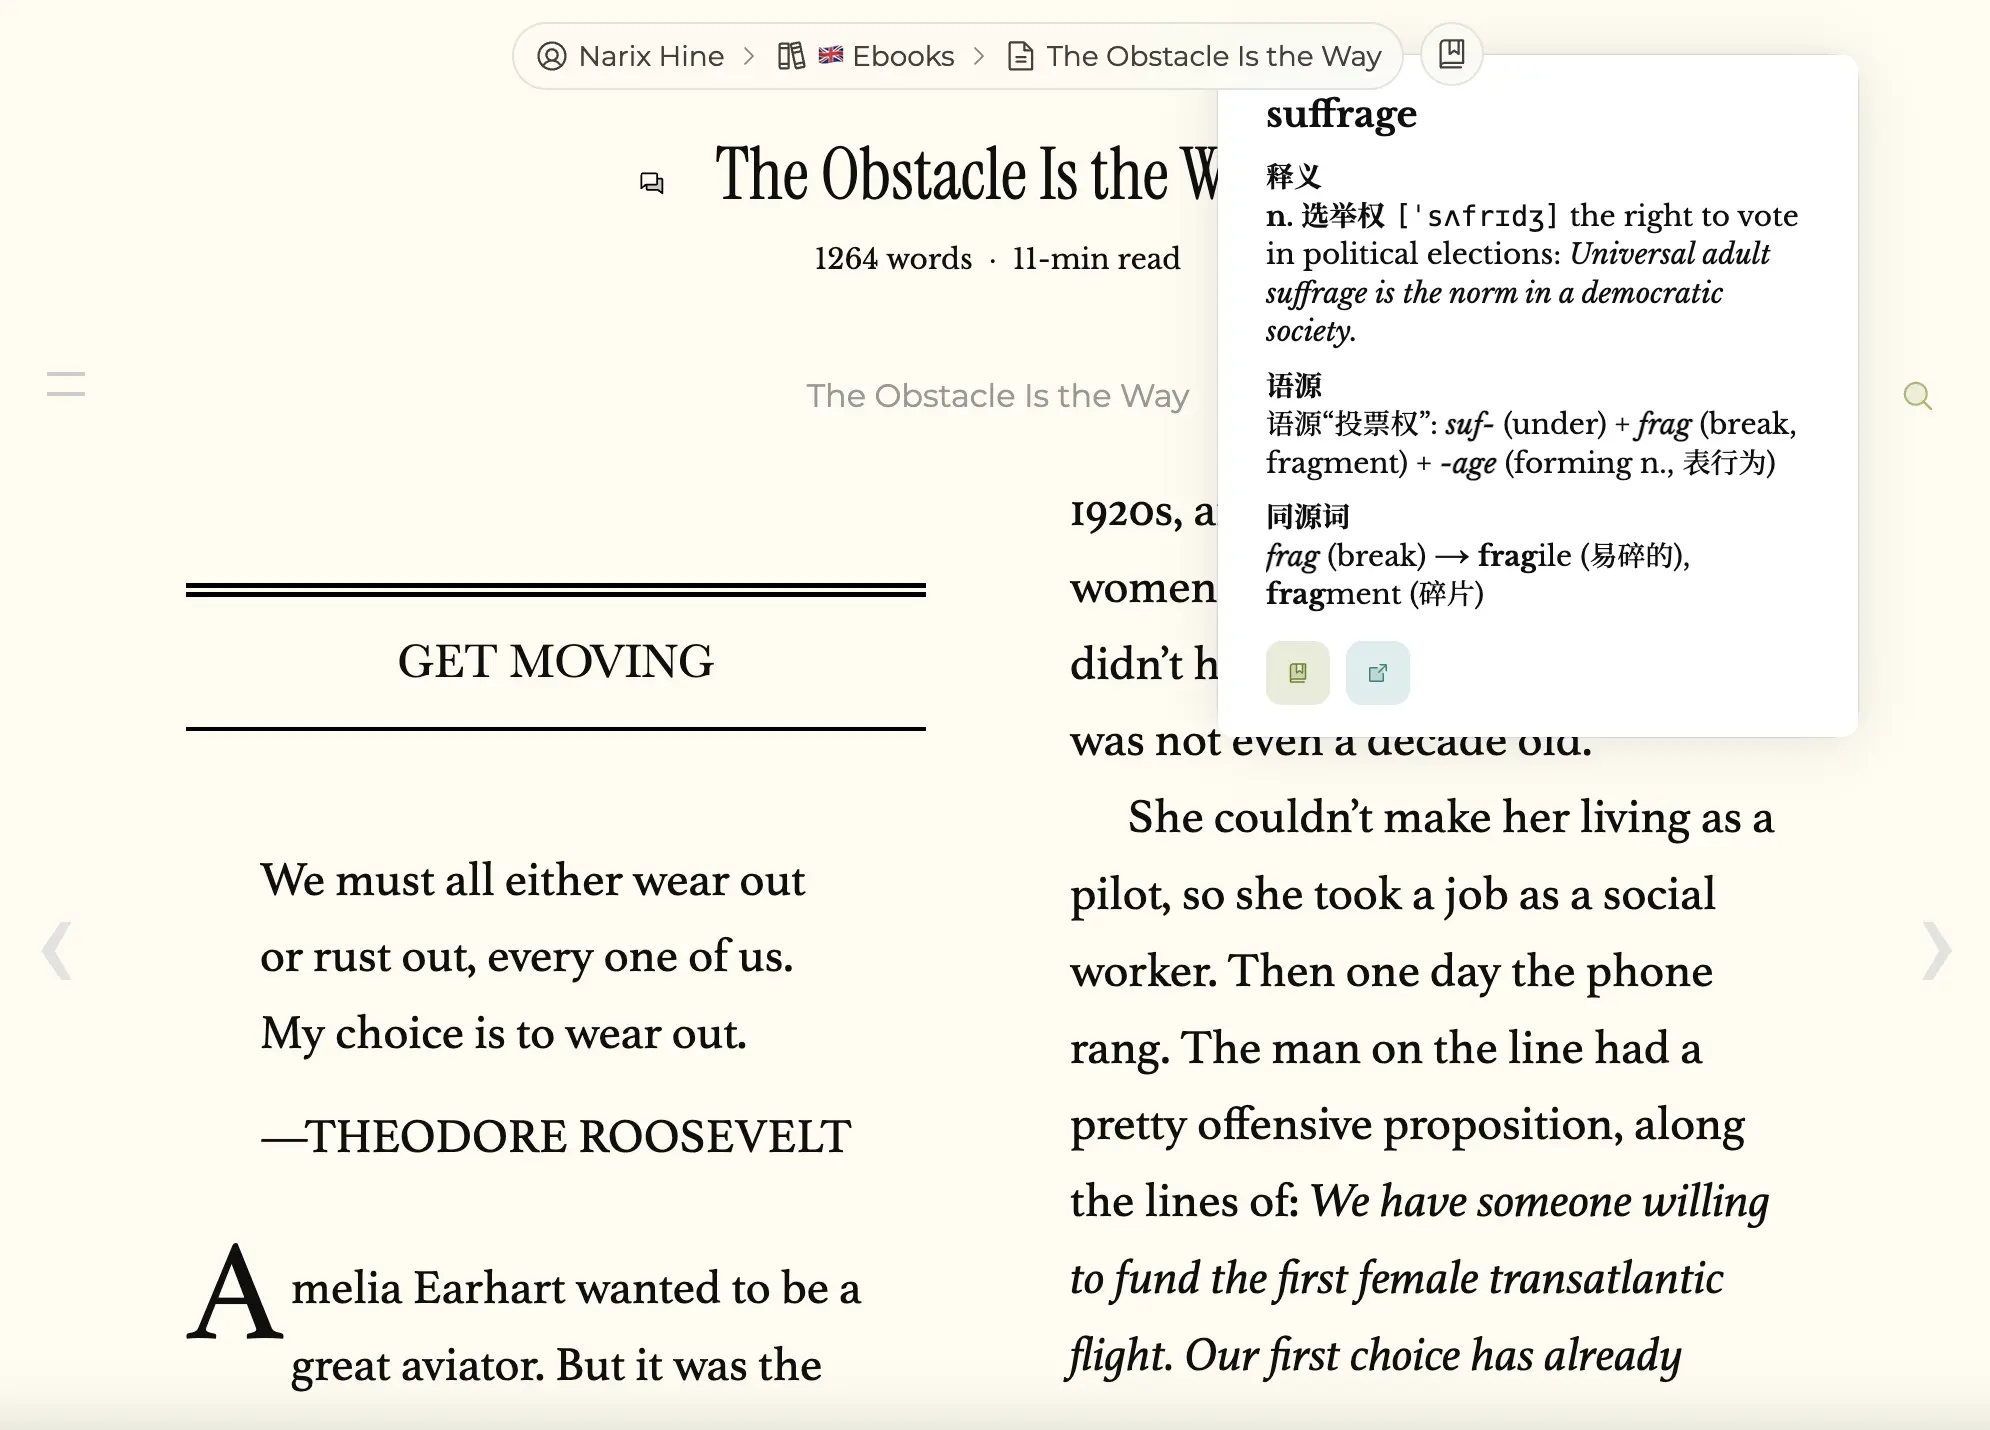 Narix Hine > 🇬🇧 Ebooks > The Obstacle Is the Way
The Obstacle Is the W
1264 words · 11-min read
The Obstacle Is the Way
GET MOVING
We must all either wear out
or rust out, every one of us.
My choice is to wear out.
—THEODORE ROOSEVELT
Amelia Earhart wanted to be a
great aviator. But it was the
1920s, a
women
didn’t h
was not even a decade old.
She couldn’t make her living as a
pilot, so she took a job as a social
worker. Then one day the phone
rang. The man on the line had a
pretty offensive proposition, along
the lines of: We have someone willing
to fund the first female transatlantic
flight. Our first choice has already
suffrage
释义
n. 选举权 [ˈsʌfrɪdʒ] the right to vote
in political elections: Universal adult
suffrage is the norm in a democratic
society.
语源
语源“投票权”: suf- (under) + frag (break,
fragment) + -age (forming n., 表行为)
同源词
frag (break) → fragile (易碎的),
fragment (碎片)